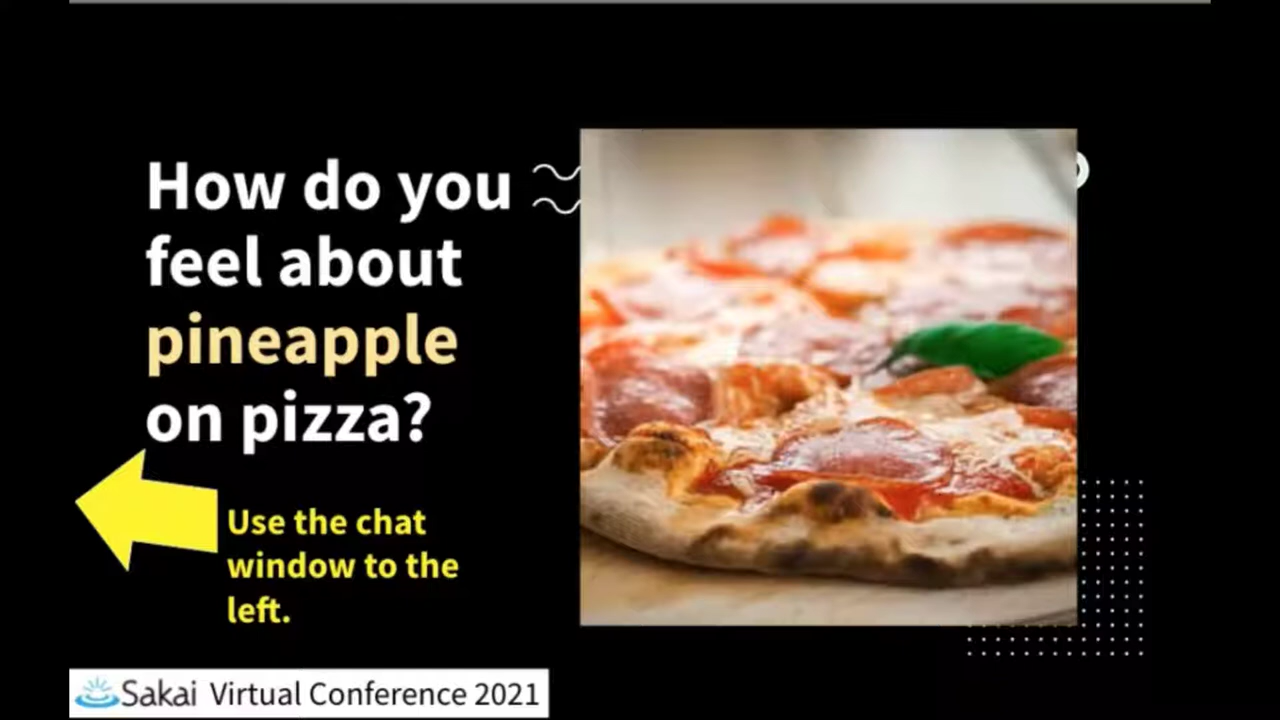 How do you
feel about
pineapple
on pizza?
Use the chat
window to the
left.
Sakai Virtual Conference 2021